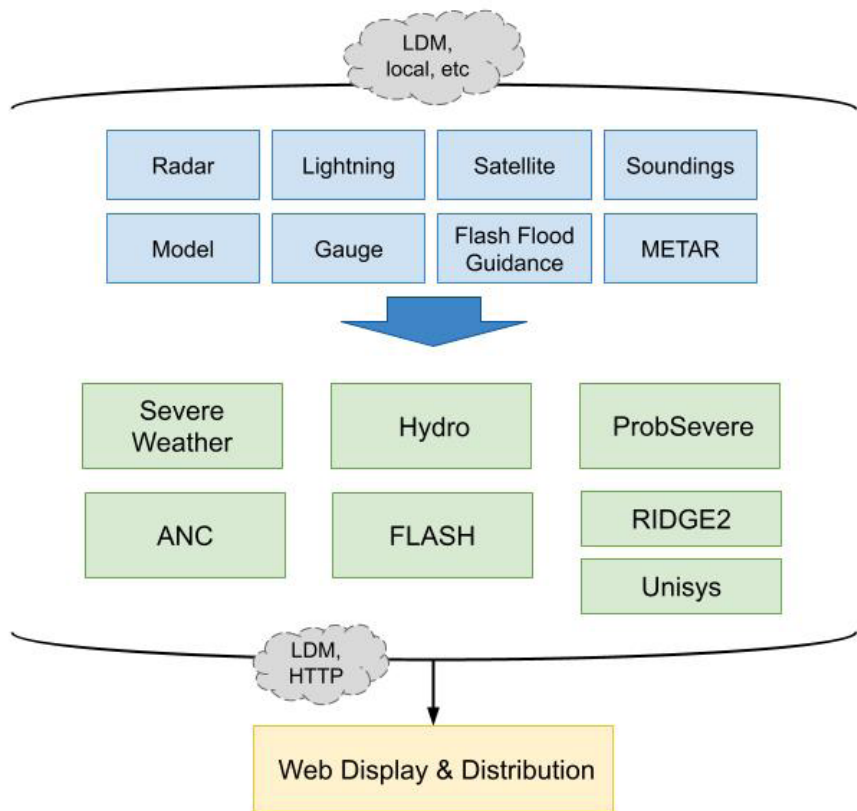 LDM,
local, etc
Radar
Lightning
Satellite
Soundings
Model
Gauge
Flash Flood
Guidance
METAR
Severe
Weather
Hydro
ProbSevere
ANC
FLASH
RIDGE2
Unisys
LDM,
HTTP
Web Display & Distribution